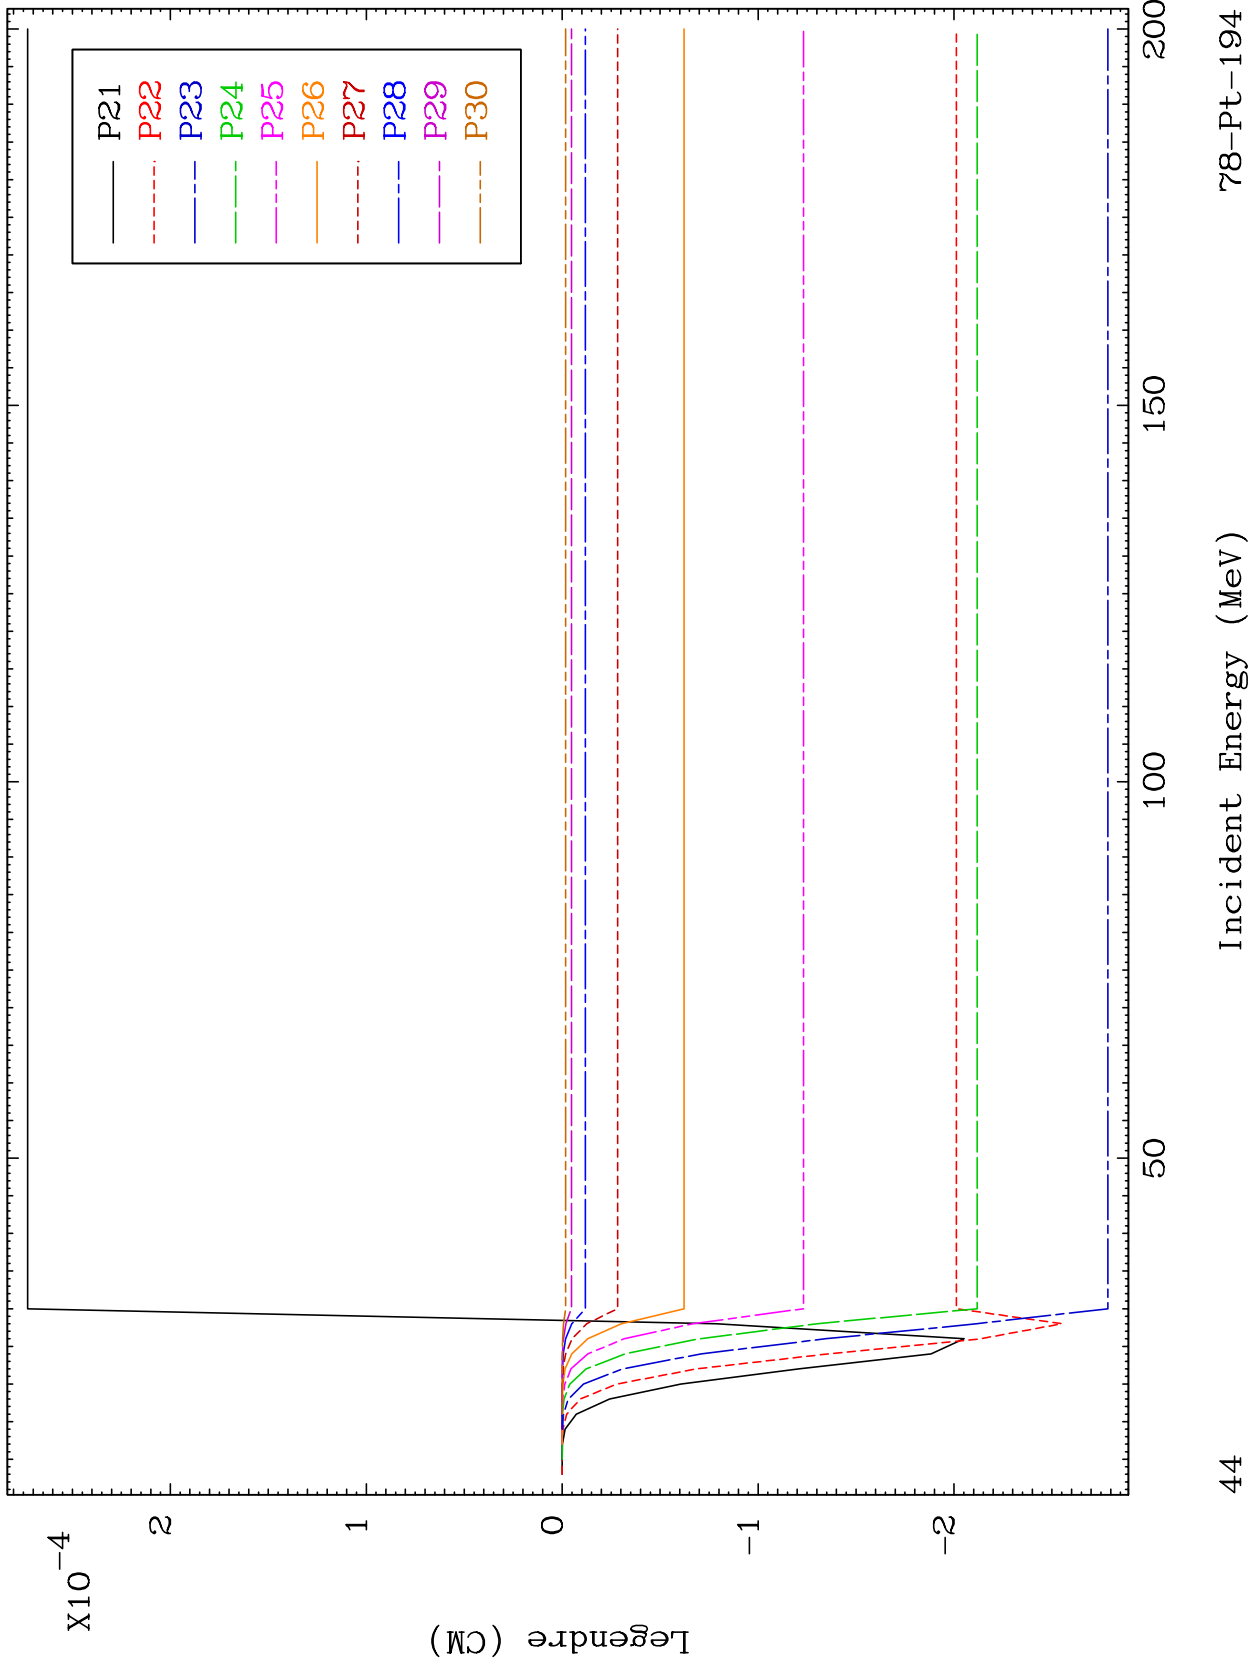 X10-4
2
1
0
-1
-2
Legendre (CM)
P21
P22
P23
P24
P25
P26
P27
P28
P29
P30
50
100
150
200
Incident Energy (MeV)
44
78-Pt-194